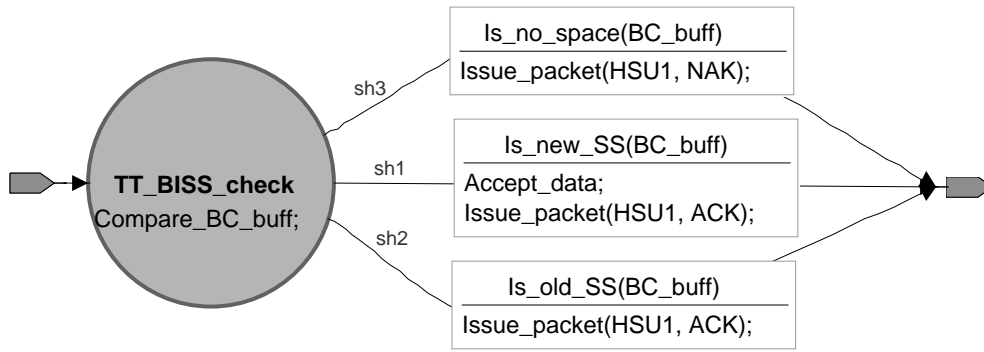 Is_no_space(BC_buff)
Issue_packet(HSU1, NAK);
sh3
Is_new_SS(BC_buff)
sh1
TT_BISS_check
Accept_data;
Compare_BC_buff;
Issue_packet(HSU1, ACK);
sh2
Is_old_SS(BC_buff)
Issue_packet(HSU1, ACK);